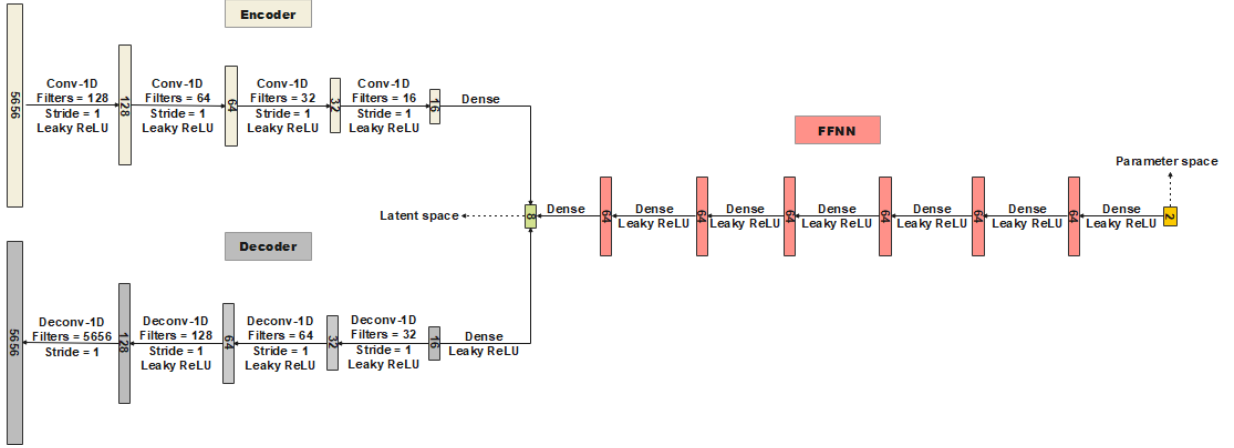 Encoder
5656
Conv-1D
Filters = 128
Stride = 1
Leaky ReLU
128
Conv-1D
Filters = 64
Stride = 1
Leaky ReLU
64
Conv-1D
Filters = 32
Stride = 1
Leaky ReLU
32
Conv-1D
Filters = 16
Stride = 1
Leaky ReLU
16
Dense
FFNN
Parameter space
Latent space
8
Dense
64
Dense
Leaky ReLU
64
Dense
Leaky ReLU
64
Dense
Leaky ReLU
64
Dense
Leaky ReLU
64
Dense
Leaky ReLU
64
Dense
Leaky ReLU
2
Decoder
5656
Deconv-1D
Filters = 5656
Stride = 1
128
Deconv-1D
Filters = 128
Stride = 1
Leaky ReLU
64
Deconv-1D
Filters = 64
Stride = 1
Leaky ReLU
32
Deconv-1D
Filters = 32
Stride = 1
Leaky ReLU
16
Dense
Leaky ReLU